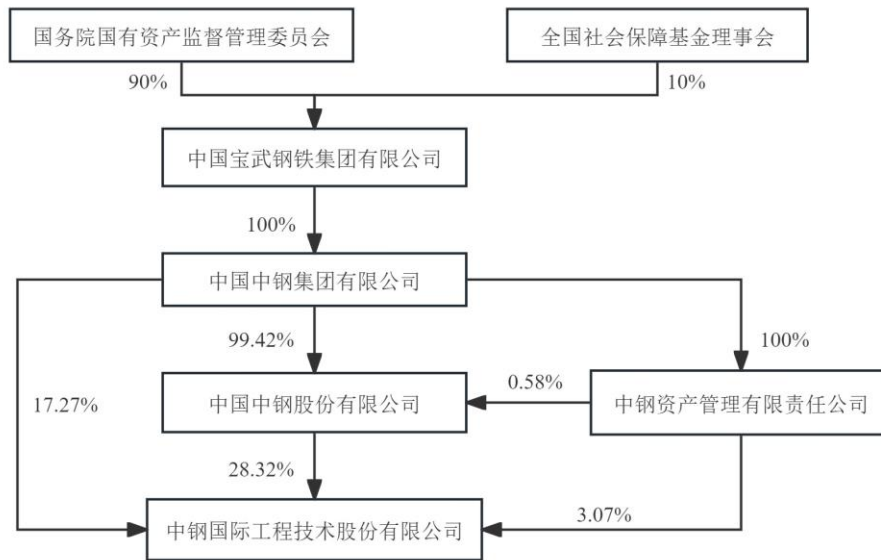 国务院国有资产监督管理委员会
全国社会保障基金理事会
90%
10%
中国宝武钢铁集团有限公司
100%
中国中钢集团有限公司
99.42%
100%
17.27%
中国中钢股份有限公司
0.58%
中钢资产管理有限责任公司
28.32%
3.07%
中钢国际工程技术股份有限公司